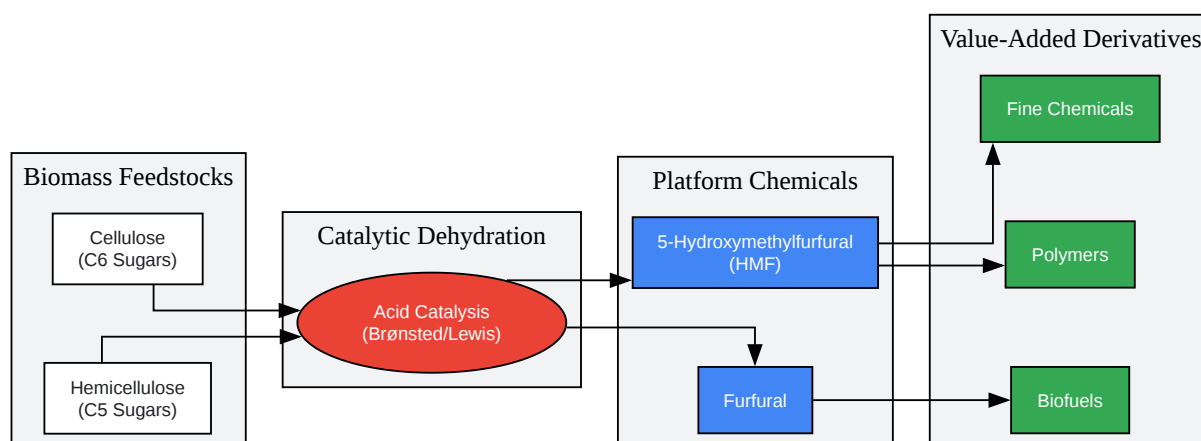 Biomass Feedstocks
Cellulose
(C6 Sugars)
Hemicellulose
(C5 Sugars)
Catalytic Dehydration
Acid Catalysis
(Brønsted/Lewis)
Platform Chemicals
5-Hydroxymethylfurfural
(HMF)
Furfural
Value-Added Derivatives
Fine Chemicals
Polymers
Biofuels